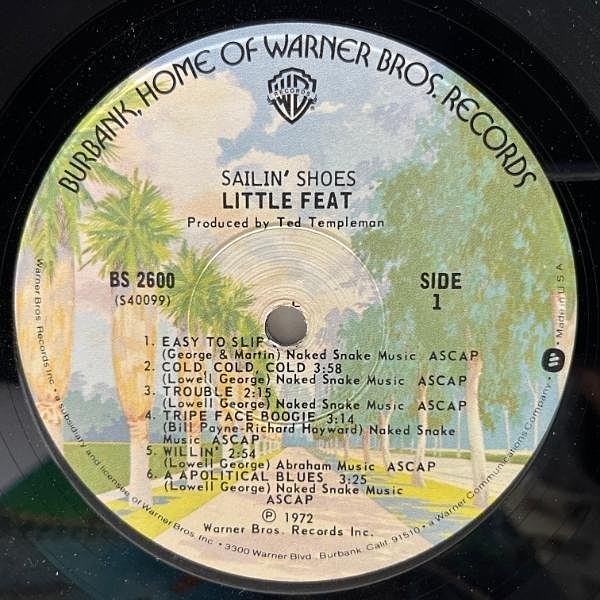 BURBANK, HOME OF WARNER BROS. RECORDS
WB
RECORDS
SAILIN' SHOES
LITTLE FEAT
Produced by Ted Templeman
BS 2600
(S40099)
SIDE
1
1. EASY TO SLIP
(George & Martin) Naked Snake Music ASCAP
2. COLD, COLD, COLD 3:58
(Lowell George) Naked Snake Music ASCAP
3. TROUBLE 2:15
(Lowell George) Naked Snake Music ASCAP
4. TRIPE FACE BOOGIE 3:14
(Bill Payne-Richard Hayward) Naked Snake
Music ASCAP
5. WILLIN' 2:54
(Lowell George) Abraham Music ASCAP
6. A APOLITICAL BLUES 3:25
(Lowell George) Naked Snake Music
ASCAP
℗ 1972
Warner Bros. Records Inc.
Warner Bros. Records Inc. • a subsidiary and licensee of Warner Bros. Inc. • 3300 Warner Blvd., Burbank, Calif. 91510 • a Warner Communications Company • Made in U.S.A.